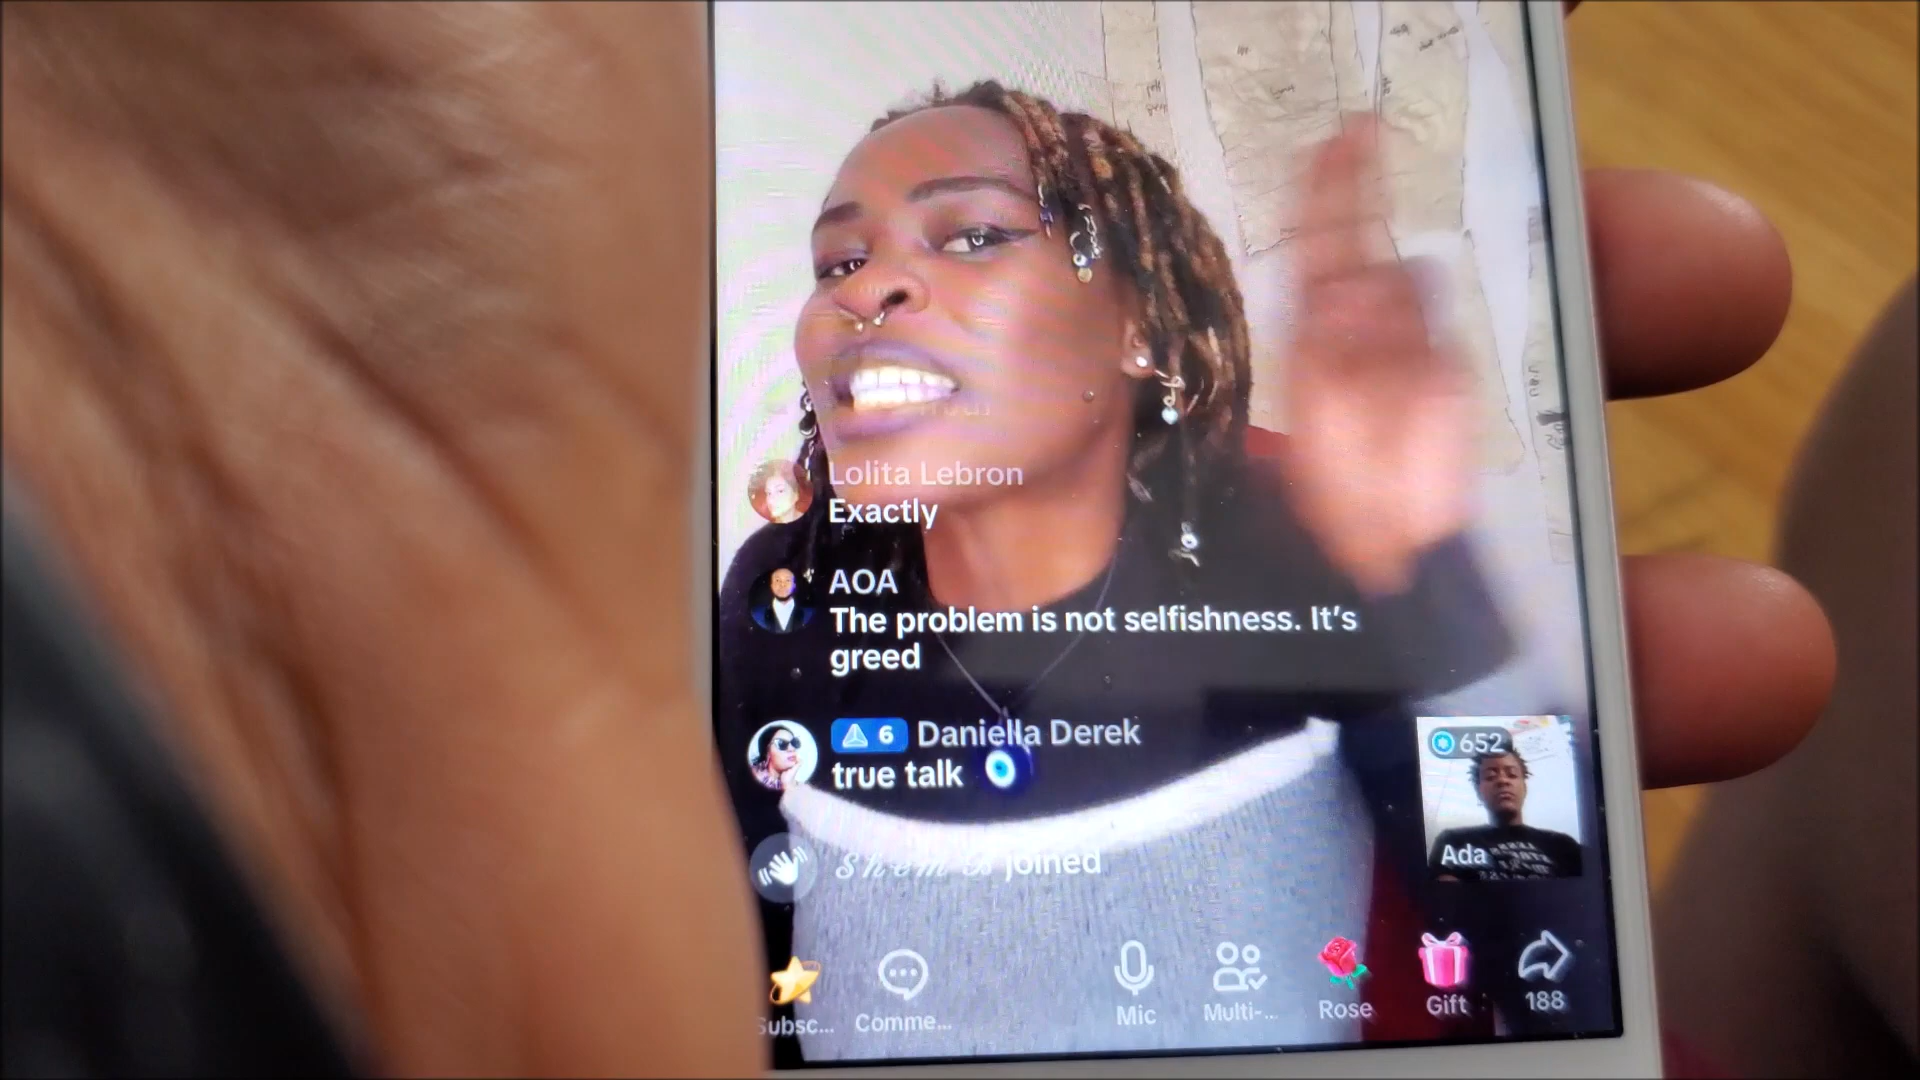 Lolita Lebron
Exactly
AOA
The problem is not selfishness. It's
greed
6 Daniella Derek
true talk 🧿
𝒮𝒽ℯ𝓂 joined
652
Ada
Subsc...
Comme...
Mic
Multi-...
Rose
Gift
188